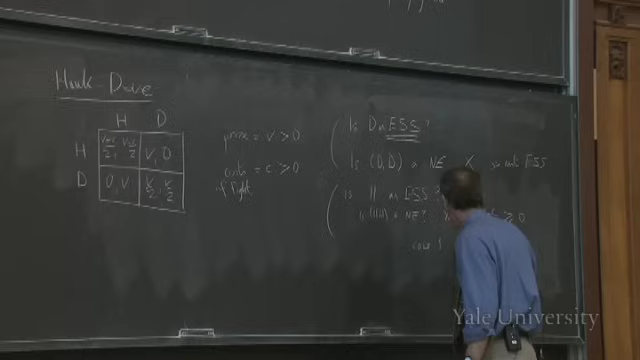 Hawk-Dove
H D
H V-C/2, V-C/2 V, 0
D 0, V V/2, V/2
prize = V > 0
costs = c > 0
if fight
Is D an ESS?
Is (D,D) a NE X so not ESS
Is H an ESS
Is (H,H) a NE? ≥ 0
case 1
Yale University